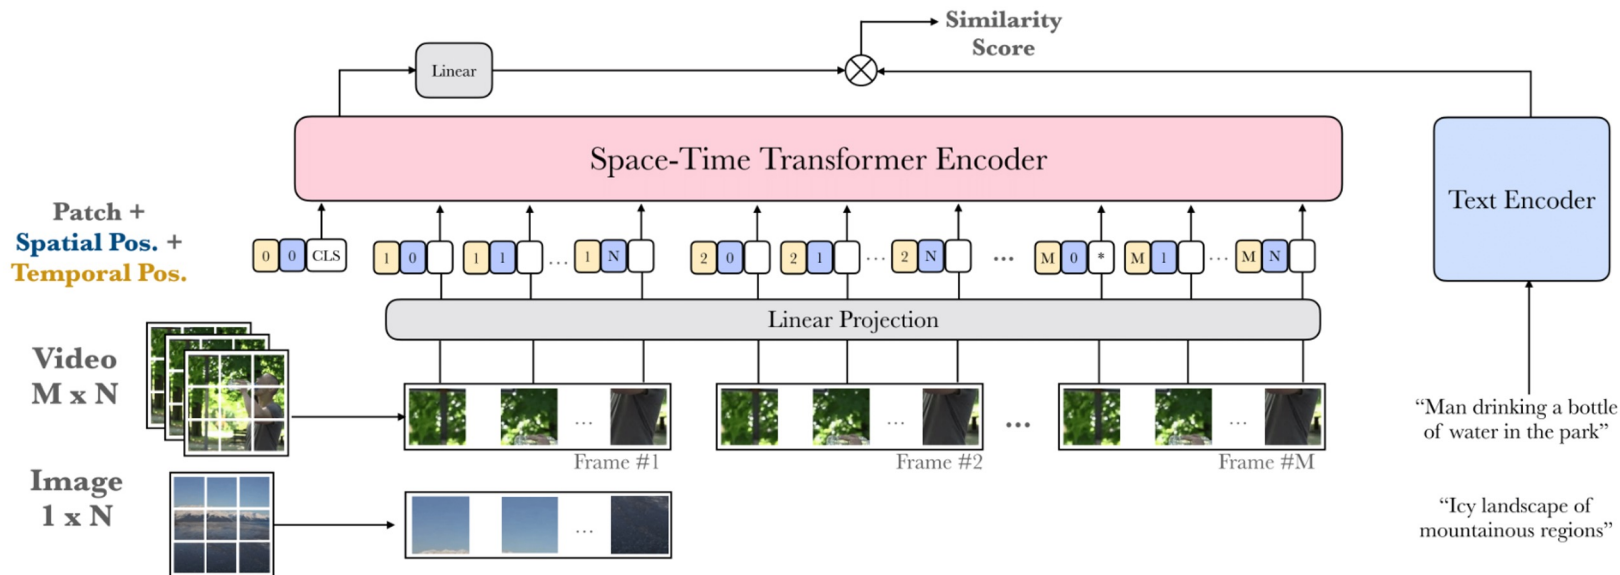 Similarity
Score
Linear
Space-Time Transformer Encoder
Text Encoder
Patch +
Spatial Pos. +
Temporal Pos.
0 0 CLS 1 0 1 1 ... 1 N 2 0 2 1 ... 2 N ... M 0 * M 1 ... M N
Linear Projection
Video
M x N
... ... ... ...
Frame #1 Frame #2 Frame #M
“Man drinking a bottle
of water in the park”
Image
1 x N
...
“Icy landscape of
mountainous regions”